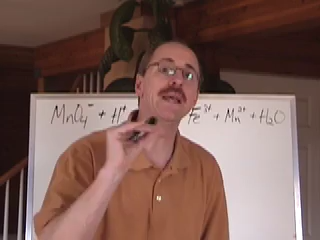 MnO₄⁻ + H⁺ Fe³⁺ + Mn²⁺ + H₂O